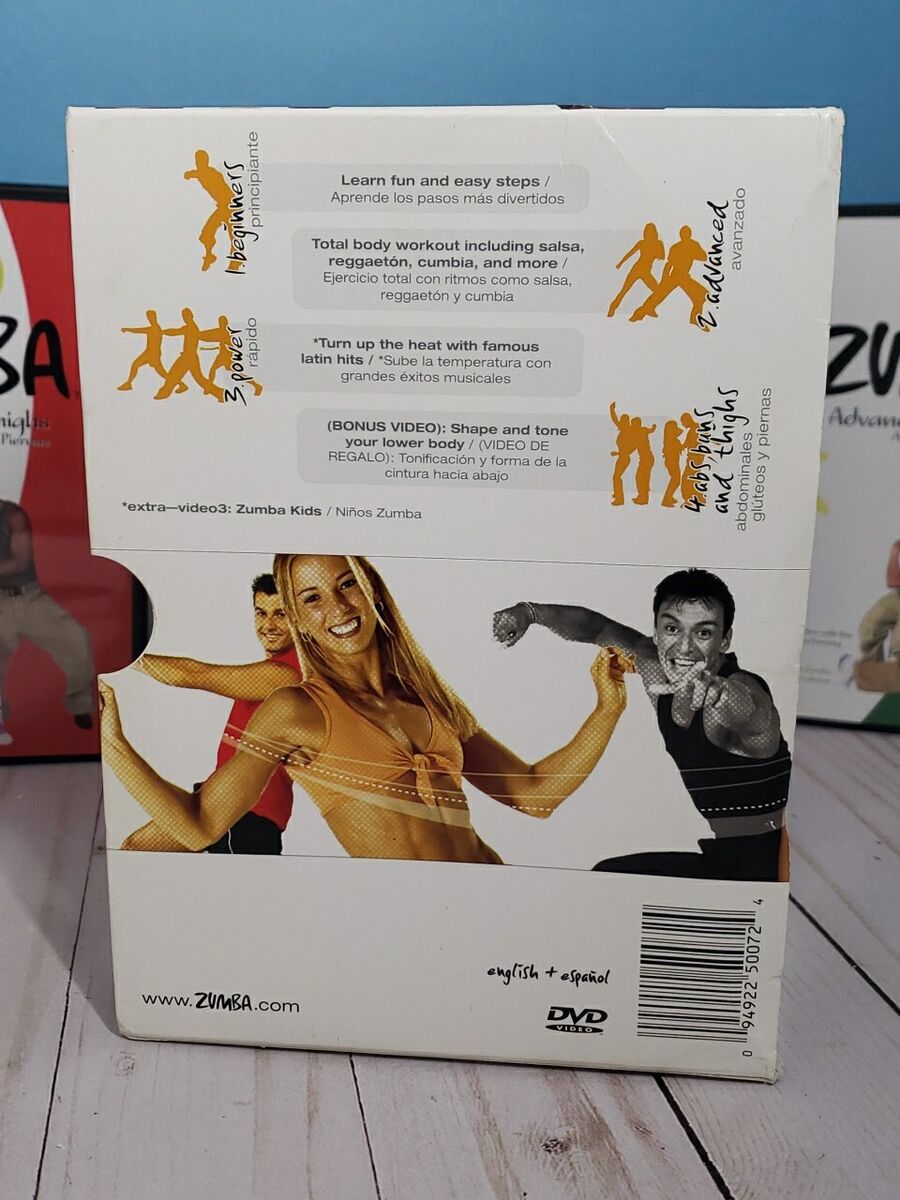 1. beginners
principiante
Learn fun and easy steps /
Aprende los pasos más divertidos
Total body workout including salsa,
reggaetón, cumbia, and more /
Ejercicio total con ritmos como salsa,
reggaetón y cumbia
2. advanced
avanzado
3. power
rápido
*Turn up the heat with famous
latin hits / *Sube la temperatura con
grandes éxitos musicales
(BONUS VIDEO): Shape and tone
your lower body / (VIDEO DE
REGALO): Tonificación y forma de la
cintura hacia abajo
4. abs buns
and thighs
abdominales
glúteos y piernas
*extra—video3: Zumba Kids / Niños Zumba
www.ZUMBA.com
english + español
DVD
VIDEO
0 94922 50072 4
ZU
Advan